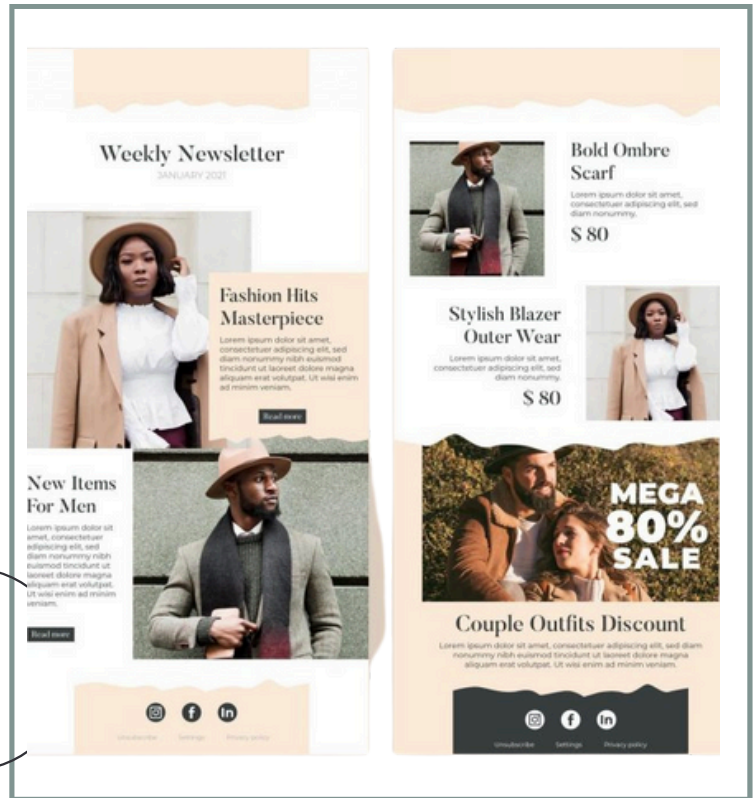 Weekly Newsletter
JANUARY 2021
Fashion Hits
Masterpiece
Lorem ipsum dolor sit amet,
consectetuer adipiscing elit, sed
diam nonummy nibh euismod
tincidunt ut laoreet dolore magna
aliquam erat volutpat. Ut wisi enim
ad minim veniam.
Read more
New Items
For Men
Lorem ipsum dolor sit
amet, consectetuer
adipiscing elit, sed
diam nonummy nibh
euismod tincidunt ut
laoreet dolore magna
aliquam erat volutpat.
Ut wisi enim ad minim
veniam.
Read more
in
Unsubscribe Settings Privacy policy
Bold Ombre
Scarf
Lorem ipsum dolor sit amet,
consectetuer adipiscing elit, sed
diam nonummy.
$ 80
Stylish Blazer
Outer Wear
Lorem ipsum dolor sit amet,
consectetuer adipiscing elit, sed
diam nonummy.
$ 80
MEGA
80%
SALE
Couple Outfits Discount
Lorem ipsum dolor sit amet, consectetuer adipiscing elit, sed diam
nonummy nibh euismod tincidunt ut laoreet dolore magna
aliquam erat volutpat. Ut wisi enim ad minim veniam.
in
Unsubscribe Settings Privacy policy